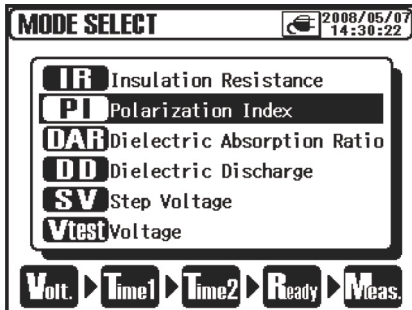 MODE SELECT
2008/05/07
14:30:22
IR Insulation Resistance
PI Polarization Index
DAR Dielectric Absorption Ratio
DD Dielectric Discharge
SV Step Voltage
Vtest Voltage
Volt. Time1 Time2 Ready Meas.